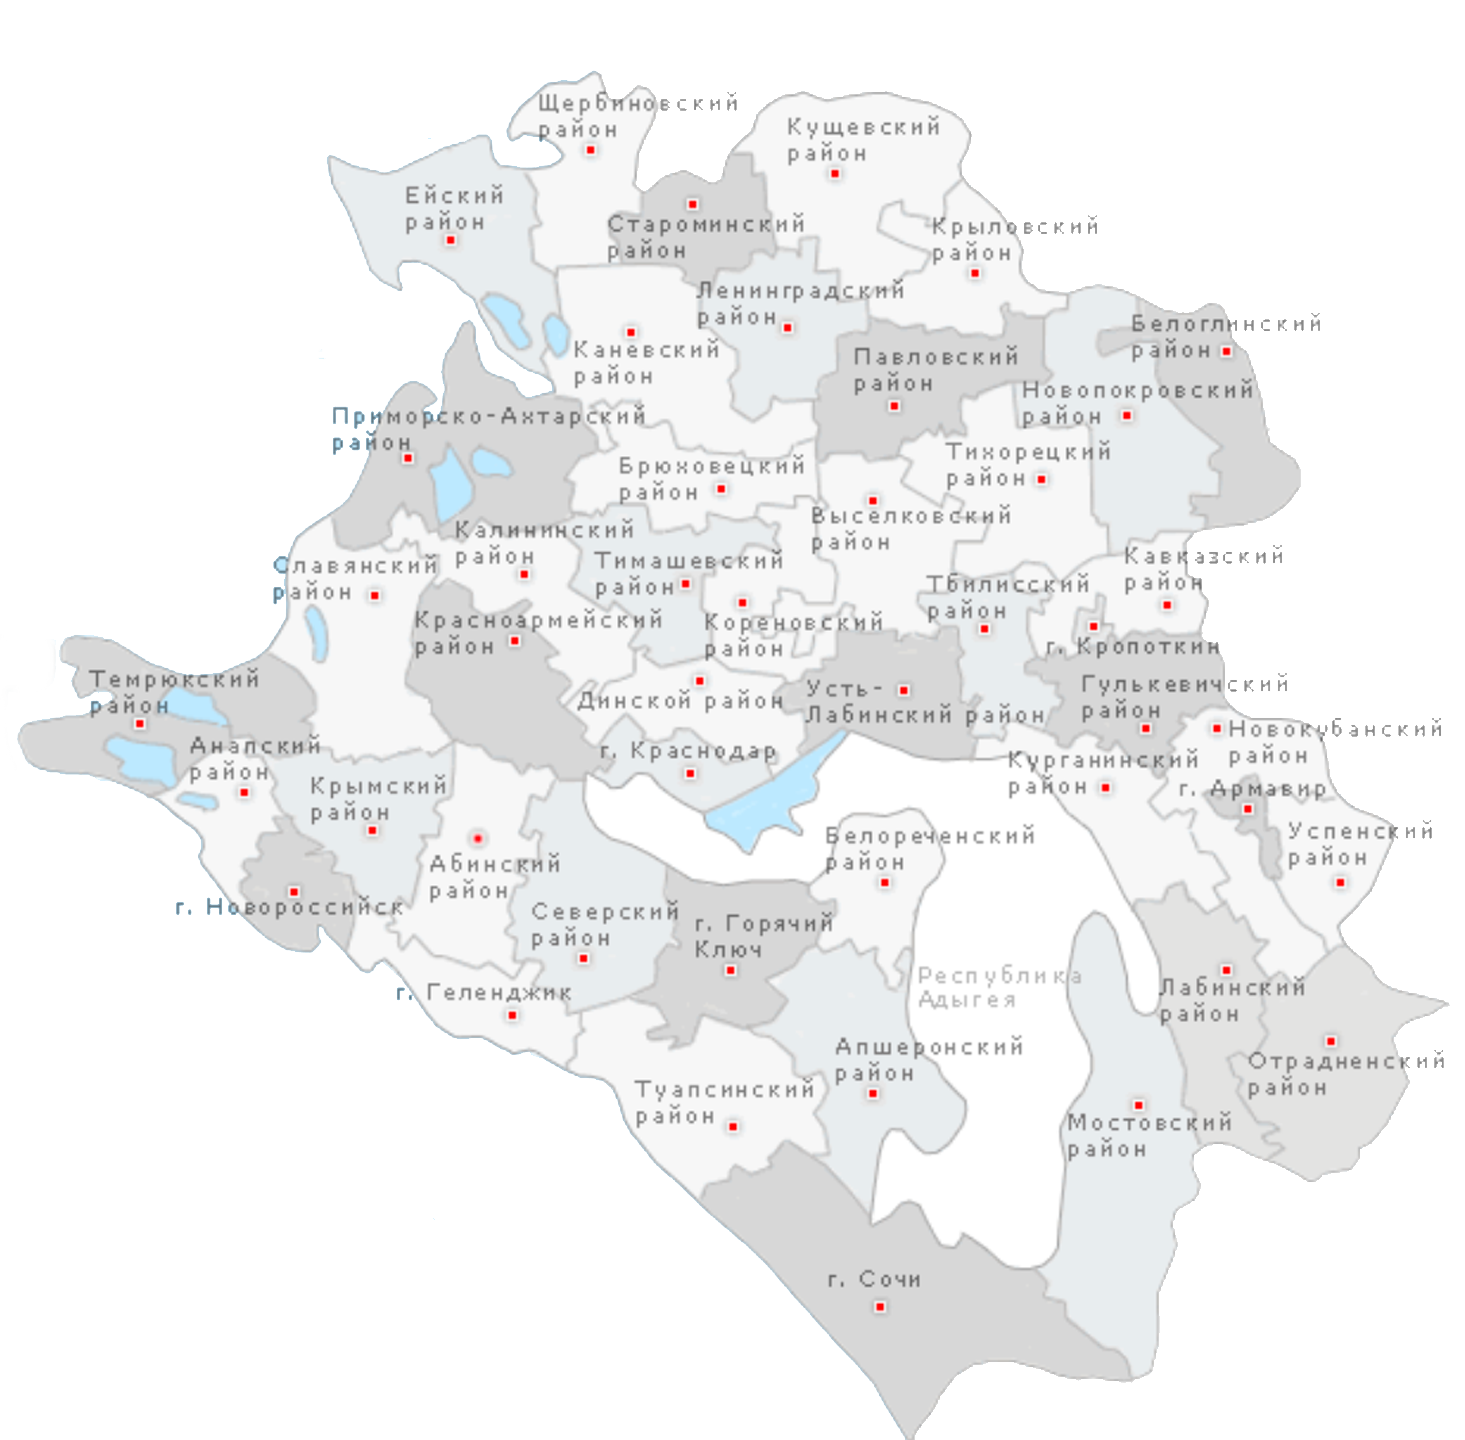 Щербиновский
район
Кущевский
район
Ейский
район
Староминский
район
Крыловский
район
Ленинградский
район
Белоглинский
район
Каневский
район
Павловский
район
Новопокровский
район
Приморско-Ахтарский
район
Тихорецкий
район
Брюховецкий
район
Выселковский
район
Калининский
район
Славянский
район
Тимашевский
район
Кавказский
район
Тбилисский
район
Красноармейский
район
Кореновский
район
г. Кропоткин
Темрюкский
район
Динской район
Усть-
Лабинский район
Гулькевичский
район
Новокубанский
район
Анапский
район
г. Краснодар
Курганинский
район
Крымский
район
г. Армавир
Успенский
район
Белореченский
район
Абинский
район
г. Новороссийск
Северский
район
г. Горячий
Ключ
Республика
Адыгея
г. Геленджик
Лабинский
район
Апшеронский
район
Отрадненский
район
Туапсинский
район
Мостовский
район
г. Сочи